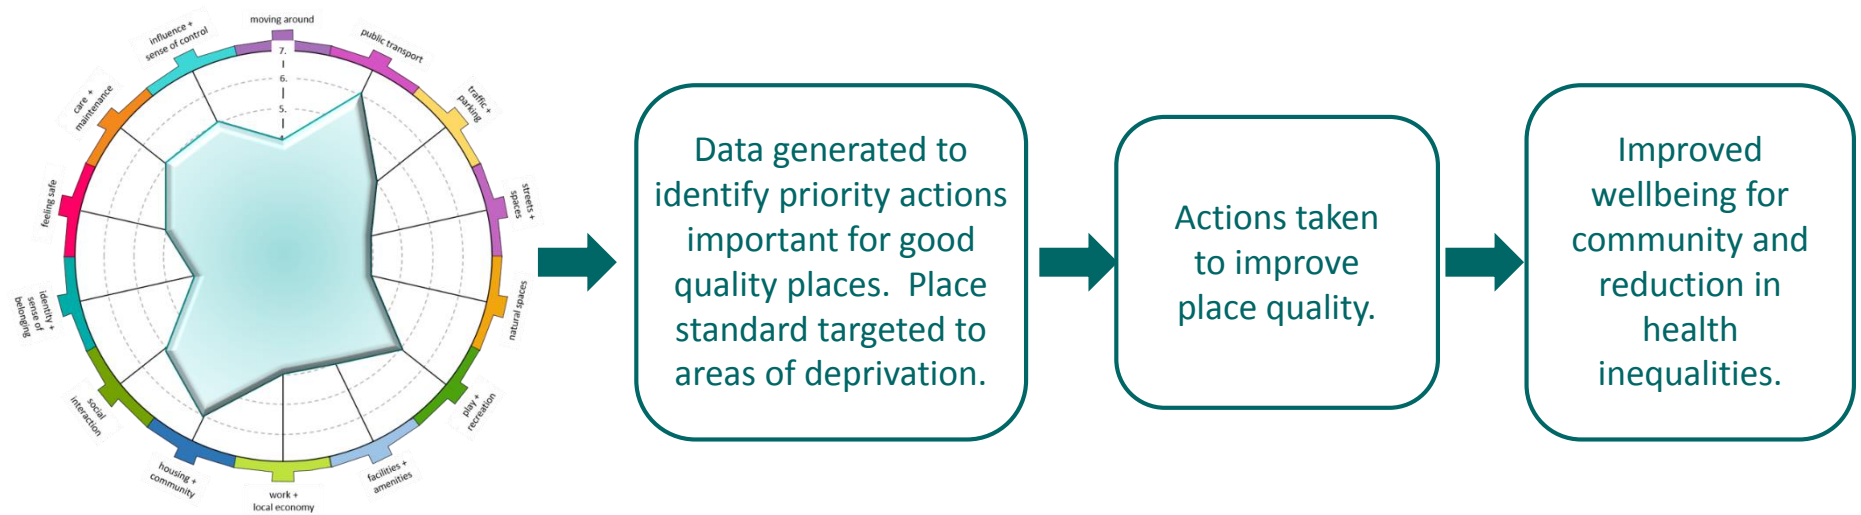 moving around
7.
6.
5.
public transport
traffic +
parking
streets +
spaces
natural spaces
play +
recreation
facilities +
amenities
work +
local economy
housing +
community
social
interaction
identity +
sense of
belonging
feeling safe
care +
maintenance
influence +
sense of control
Data generated to
identify priority actions
important for good
quality places.  Place
standard targeted to
areas of deprivation.
Actions taken
to improve
place quality.
Improved
wellbeing for
community and
reduction in
health
inequalities.